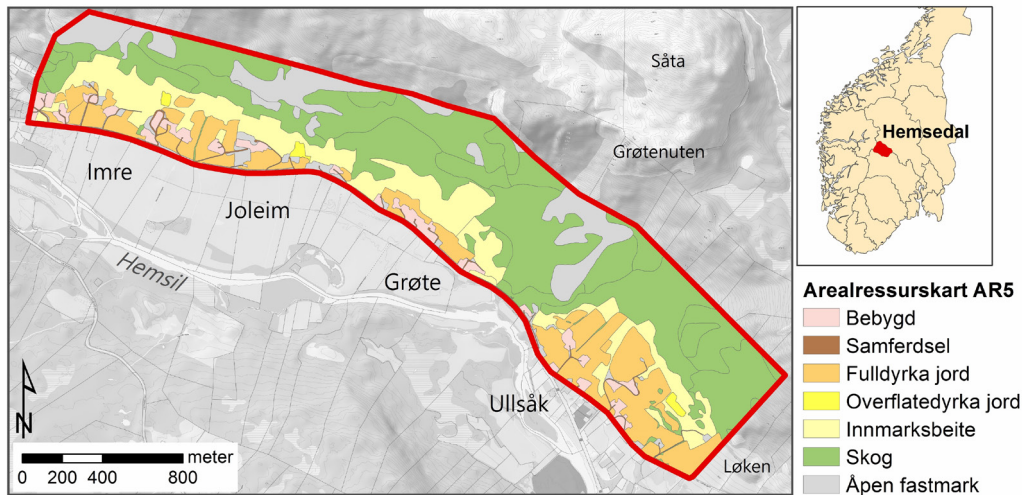 Såta
Grøtenuten
Imre
Joleim
Hemsil
Grøte
Ullsåk
Løken
N
meter
0 200 400 800
Hemsedal
Arealressurskart AR5
Bebygd
Samferdsel
Fulldyrka jord
Overflatedyrka jord
Innmarksbeite
Skog
Åpen fastmark